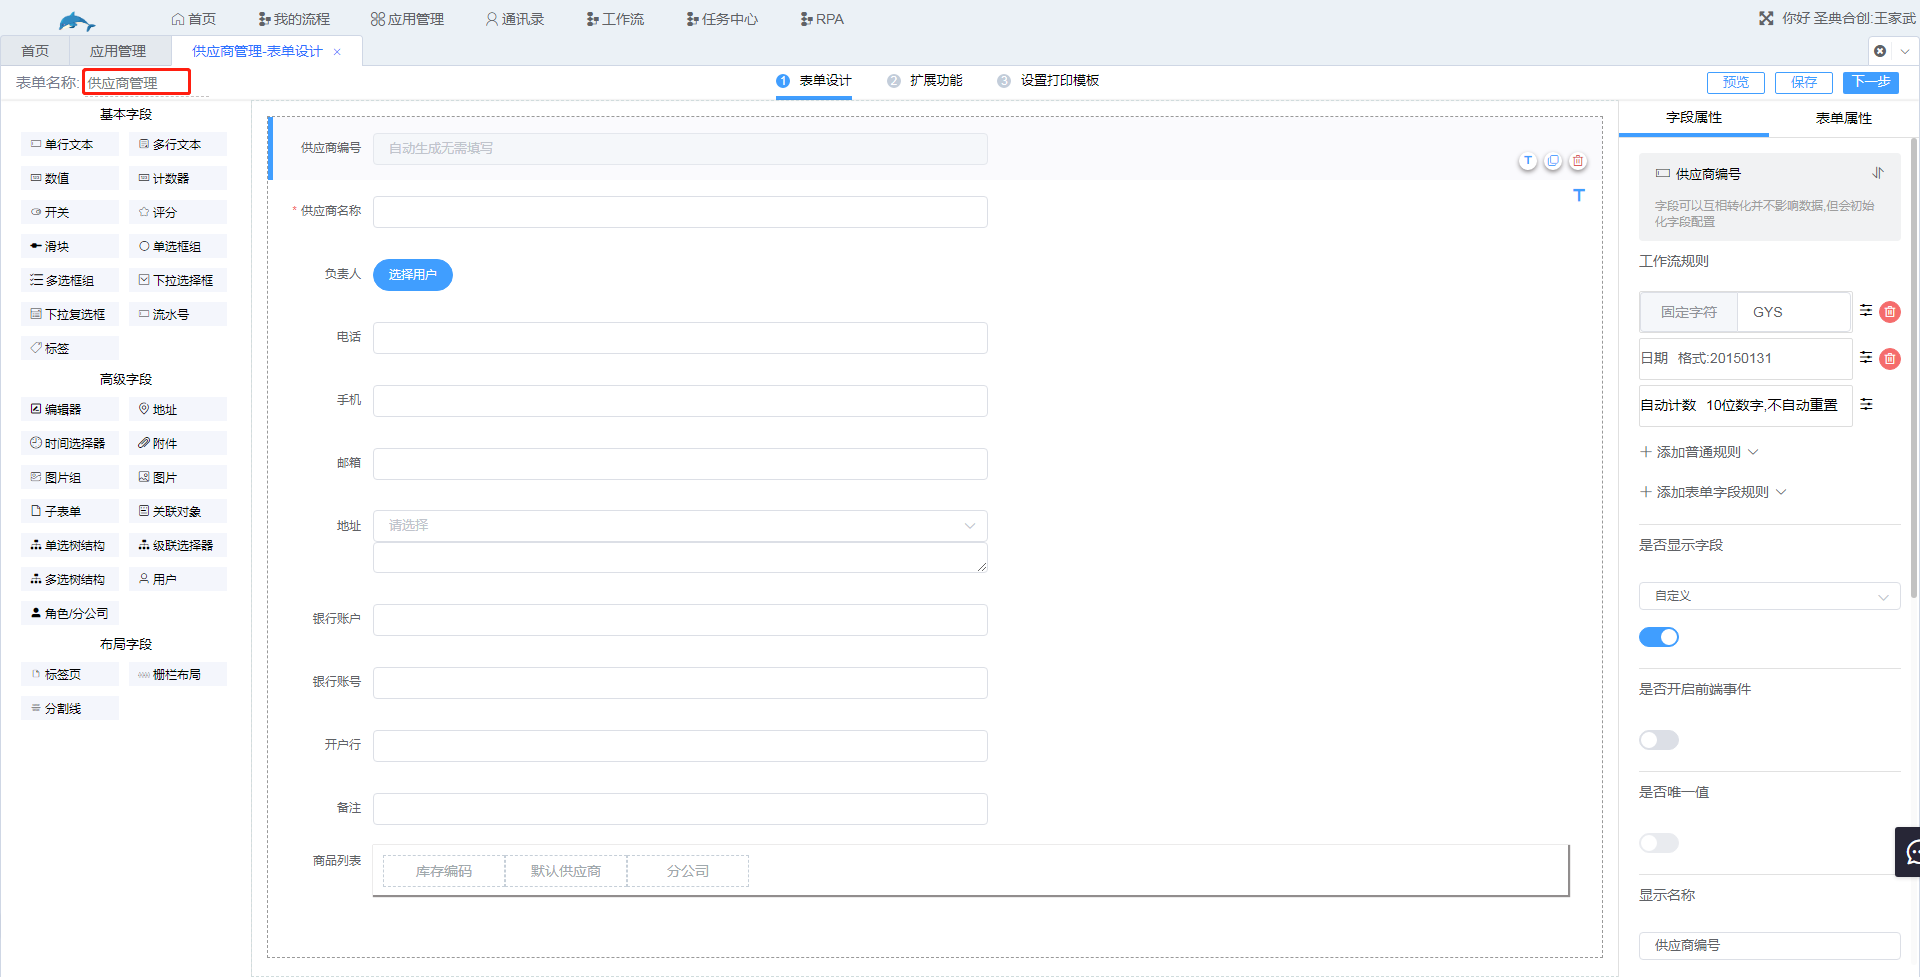 首页 我的流程 应用管理 通讯录 工作流 任务中心 RPA 你好 圣典合创:王家武
首页 应用管理 供应商管理-表单设计 ×
表单名称: 供应商管理 1 表单设计 2 扩展功能 3 设置打印模板 预览 保存 下一步
基本字段
单行文本 多行文本
数值 计数器
开关 评分
滑块 单选框组
多选框组 下拉选择框
下拉复选框 流水号
标签
高级字段
编辑器 地址
时间选择器 附件
图片组 图片
子表单 关联对象
单选树结构 级联选择器
多选树结构 用户
角色/分公司
布局字段
标签页 栅栏布局
分割线
供应商编号 自动生成无需填写
T
T
* 供应商名称
负责人 选择用户
电话
手机
邮箱
地址 请选择
银行账户
银行账号
开户行
备注
商品列表 库存编码 默认供应商 分公司
字段属性 表单属性
供应商编号
字段可以互相转化并不影响数据,但会初始
化字段配置
工作流规则
固定字符 GYS
日期 格式:20150131
自动计数 10位数字,不自动重置
+ 添加普通规则
+ 添加表单字段规则
是否显示字段
自定义
是否开启前端事件
是否唯一值
显示名称
供应商编号